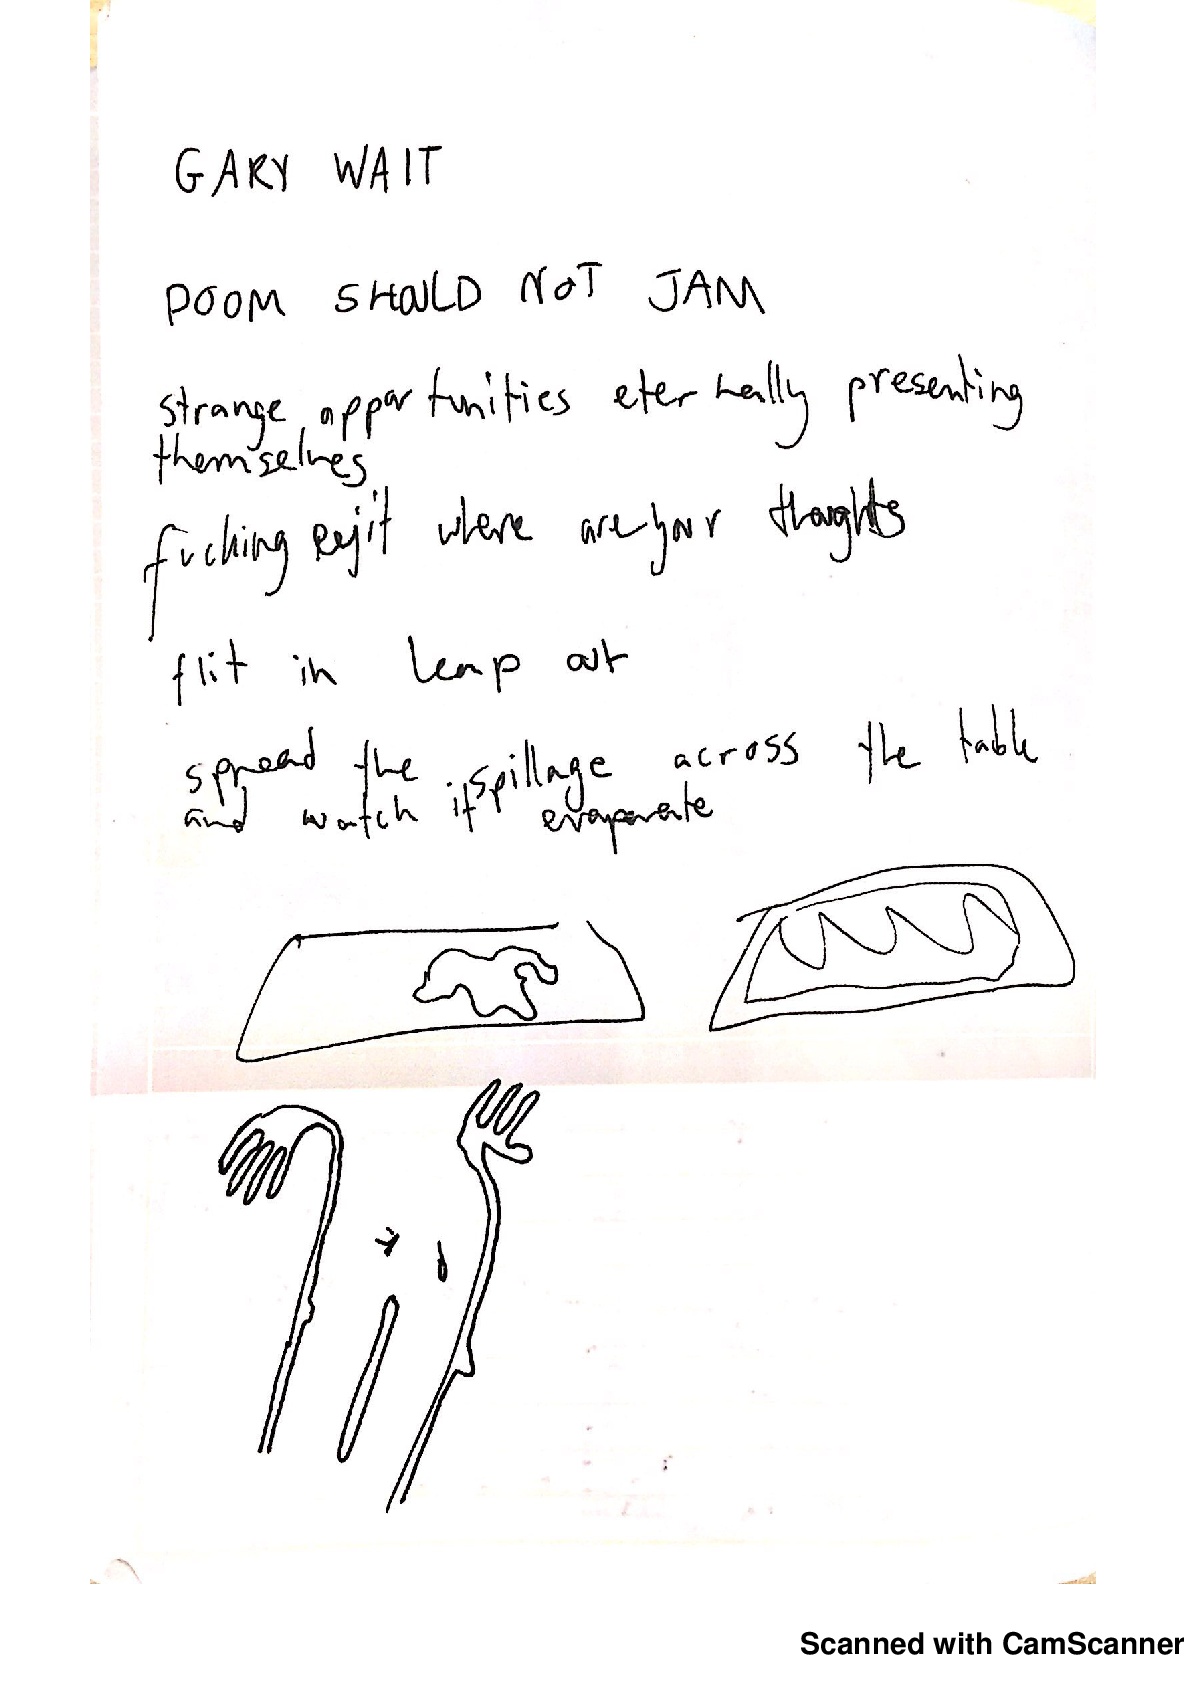 GARY WAIT
DOOM SHOULD NOT JAM
strange opportunities eternally presenting
themselves
fucking eejit where are your thoughts
flit in leap out
spread the spillage across the table
and watch it evaporate
Scanned with CamScanner